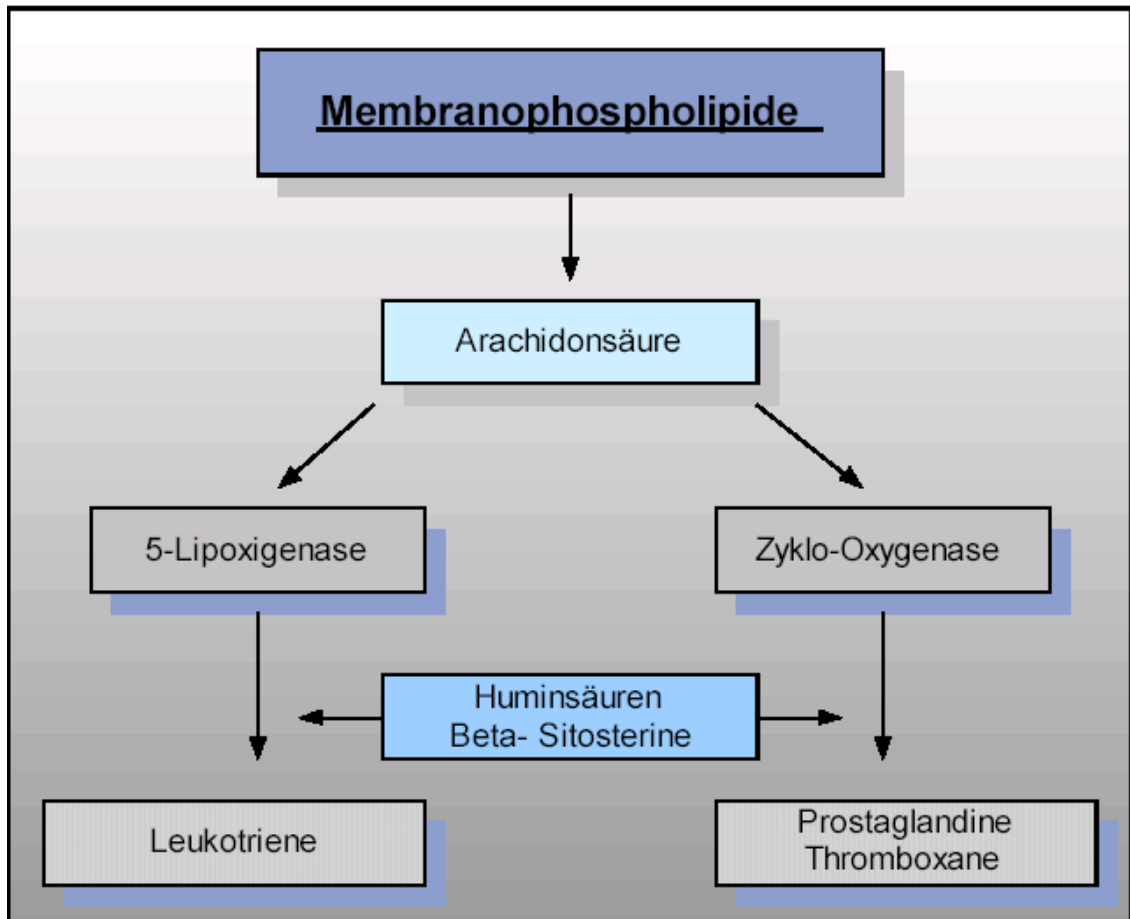 Membranophospholipide
Arachidonsäure
5-Lipoxigenase
Zyklo-Oxygenase
Huminsäuren
Beta- Sitosterine
Leukotriene
Prostaglandine
Thromboxane